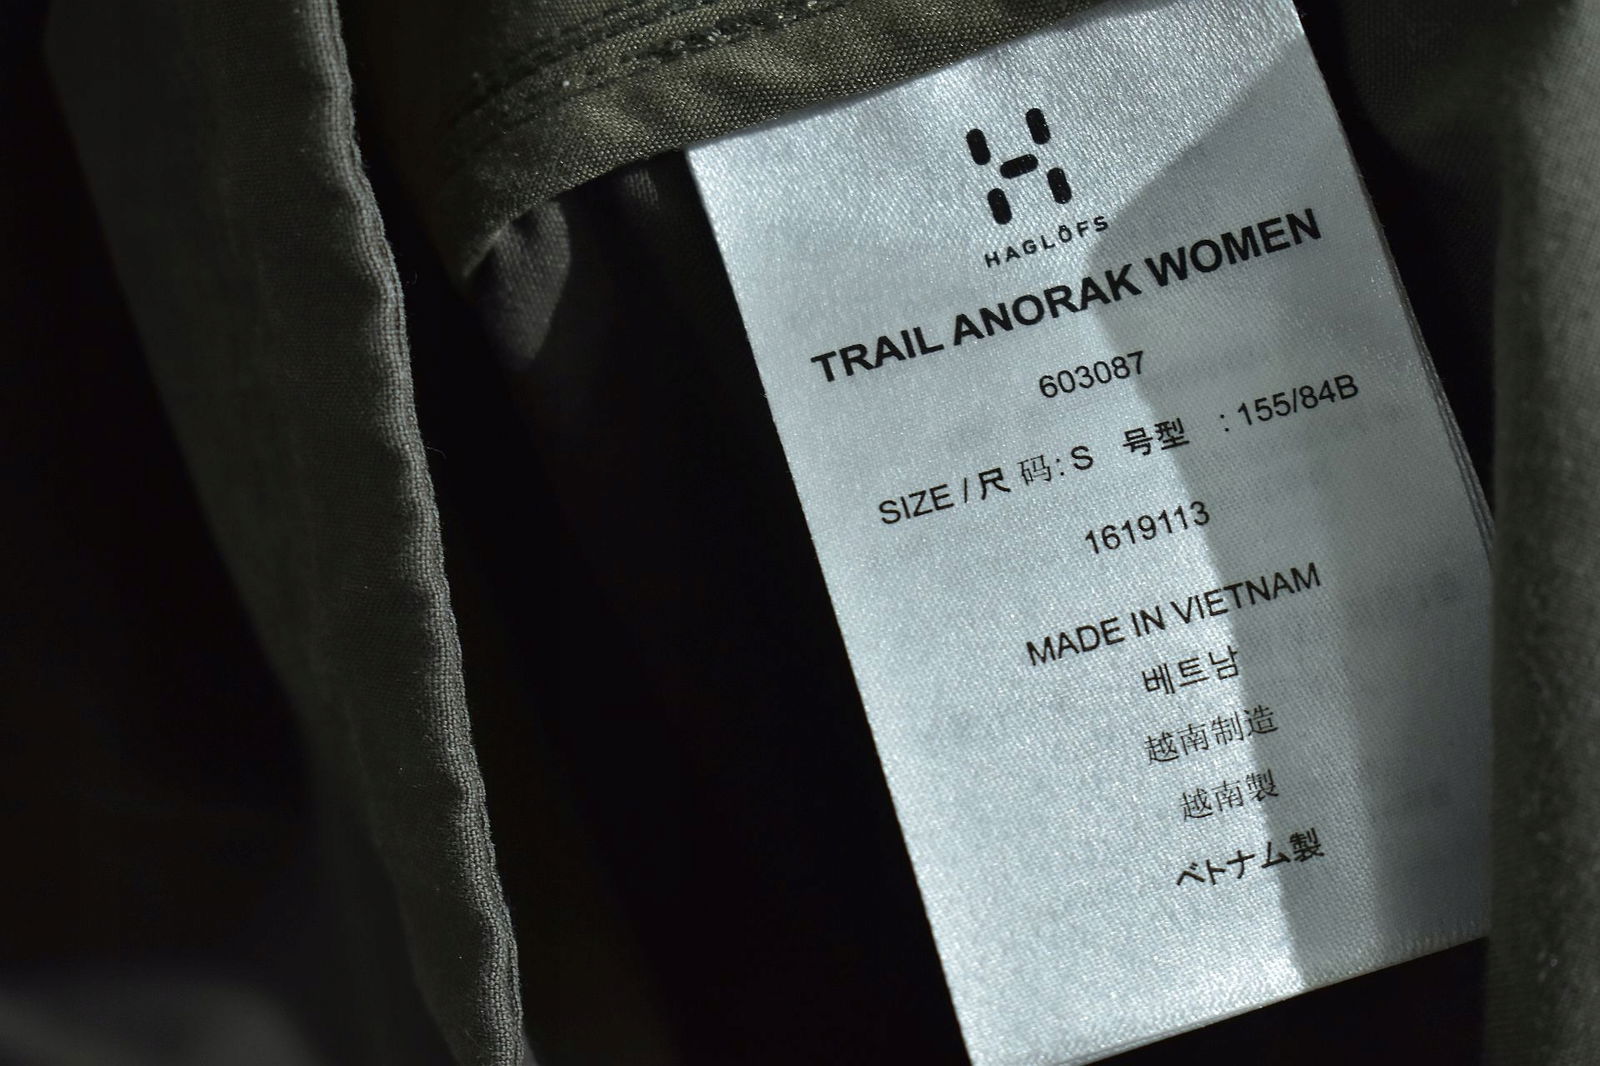 HAGLÖFS
TRAIL ANORAK WOMEN
603087
SIZE / 尺 码: S 号型 : 155/84B
1619113
MADE IN VIETNAM
베트남
越南制造
越南製
ベトナム製